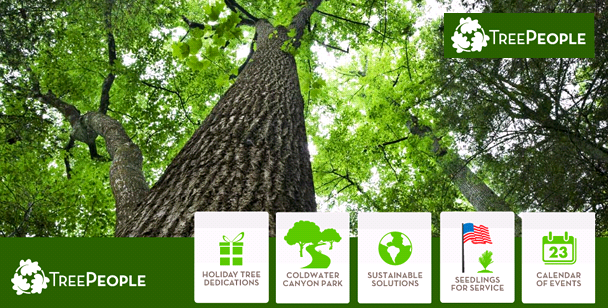 TREEPEOPLE
HOLIDAY TREE
DEDICATIONS
COLDWATER
CANYON PARK
SUSTAINABLE
SOLUTIONS
SEEDLINGS
FOR SERVICE
23
CALENDAR
OF EVENTS
TREEPEOPLE